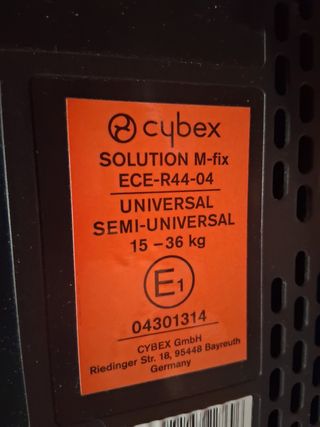 cybex
SOLUTION M-fix
ECE-R44-04
UNIVERSAL
SEMI-UNIVERSAL
15 – 36 kg
E1
04301314
CYBEX GmbH
Riedinger Str. 18, 95448 Bayreuth
Germany